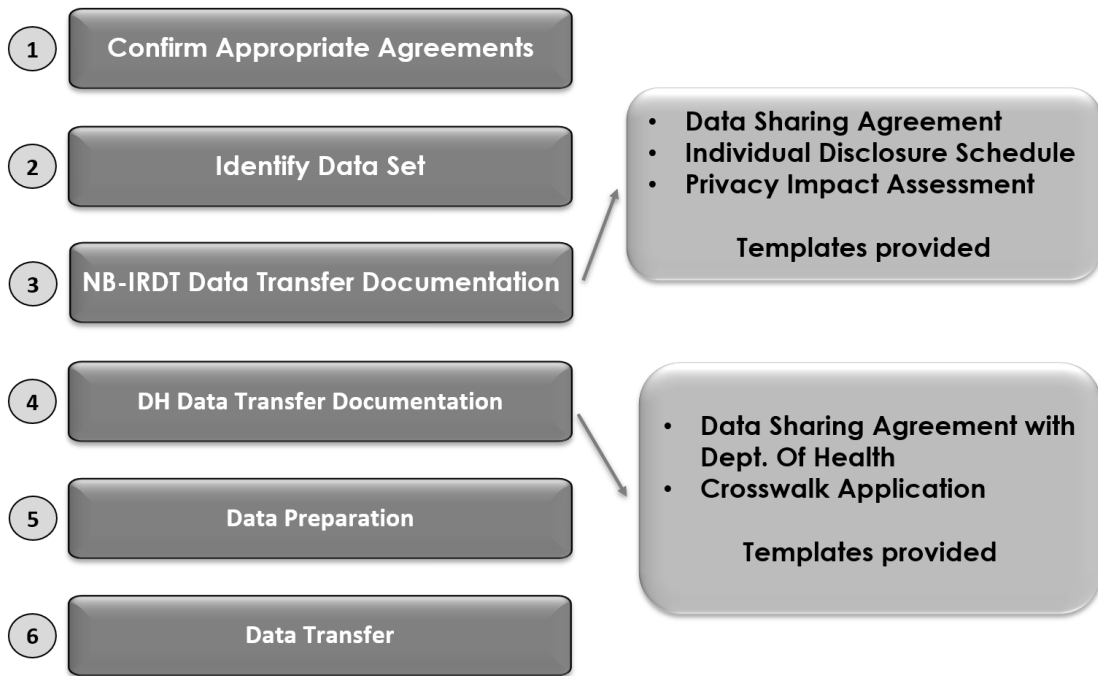 1
Confirm Appropriate Agreements
2
Identify Data Set
3
NB-IRDT Data Transfer Documentation
• Data Sharing Agreement
• Individual Disclosure Schedule
• Privacy Impact Assessment
Templates provided
4
DH Data Transfer Documentation
• Data Sharing Agreement with
Dept. Of Health
• Crosswalk Application
Templates provided
5
Data Preparation
6
Data Transfer